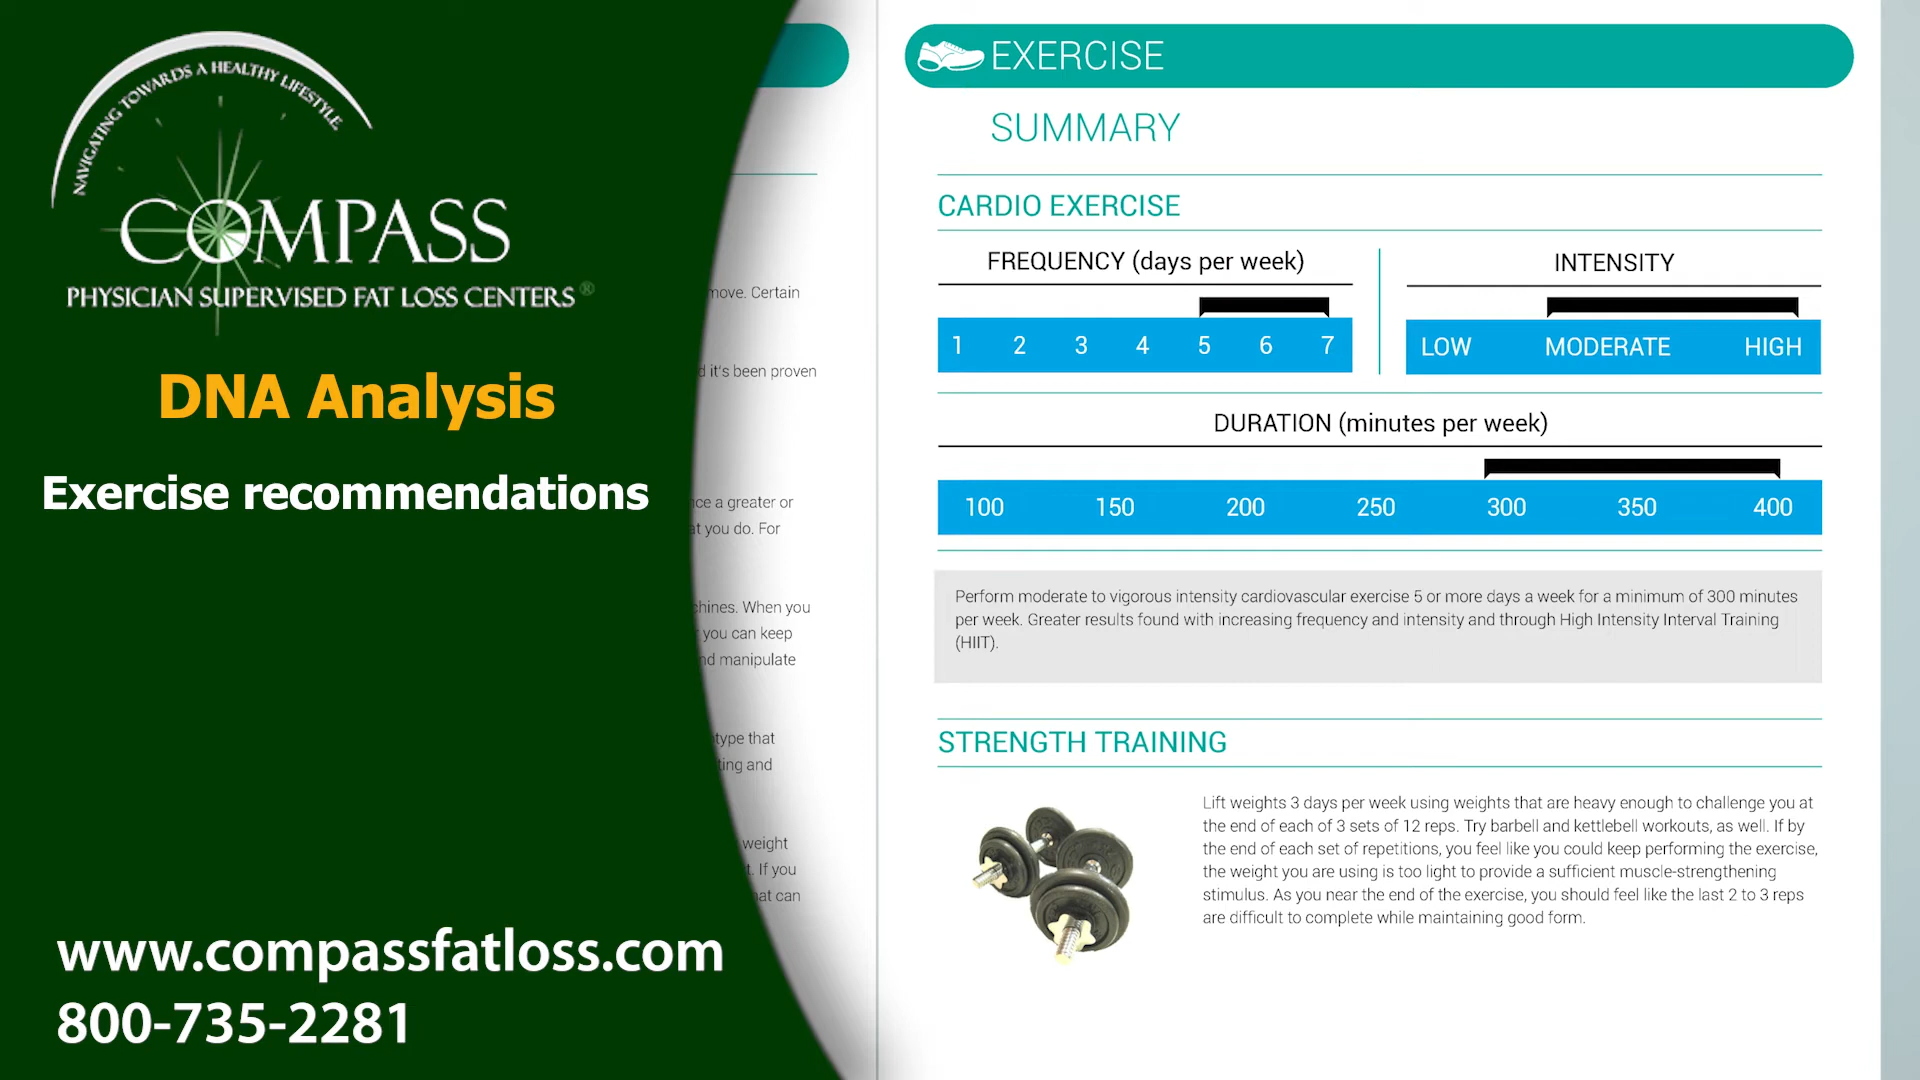 NAVIGATING TOWARDS A HEALTHY LIFESTYLE
COMPASS
PHYSICIAN SUPERVISED FAT LOSS CENTERS®
DNA Analysis
Exercise recommendations
www.compassfatloss.com
800-735-2281
move. Certain
it's been proven
a greater or
you do. For
When you
you can keep
manipulate
type that
and
weight
If you
can
EXERCISE
SUMMARY
CARDIO EXERCISE
FREQUENCY (days per week)
1 2 3 4 5 6 7
INTENSITY
LOW MODERATE HIGH
DURATION (minutes per week)
100 150 200 250 300 350 400
Perform moderate to vigorous intensity cardiovascular exercise 5 or more days a week for a minimum of 300 minutes
per week. Greater results found with increasing frequency and intensity and through High Intensity Interval Training
(HIIT).
STRENGTH TRAINING
Lift weights 3 days per week using weights that are heavy enough to challenge you at
the end of each of 3 sets of 12 reps. Try barbell and kettlebell workouts, as well. If by
the end of each set of repetitions, you feel like you could keep performing the exercise,
the weight you are using is too light to provide a sufficient muscle-strengthening
stimulus. As you near the end of the exercise, you should feel like the last 2 to 3 reps
are difficult to complete while maintaining good form.